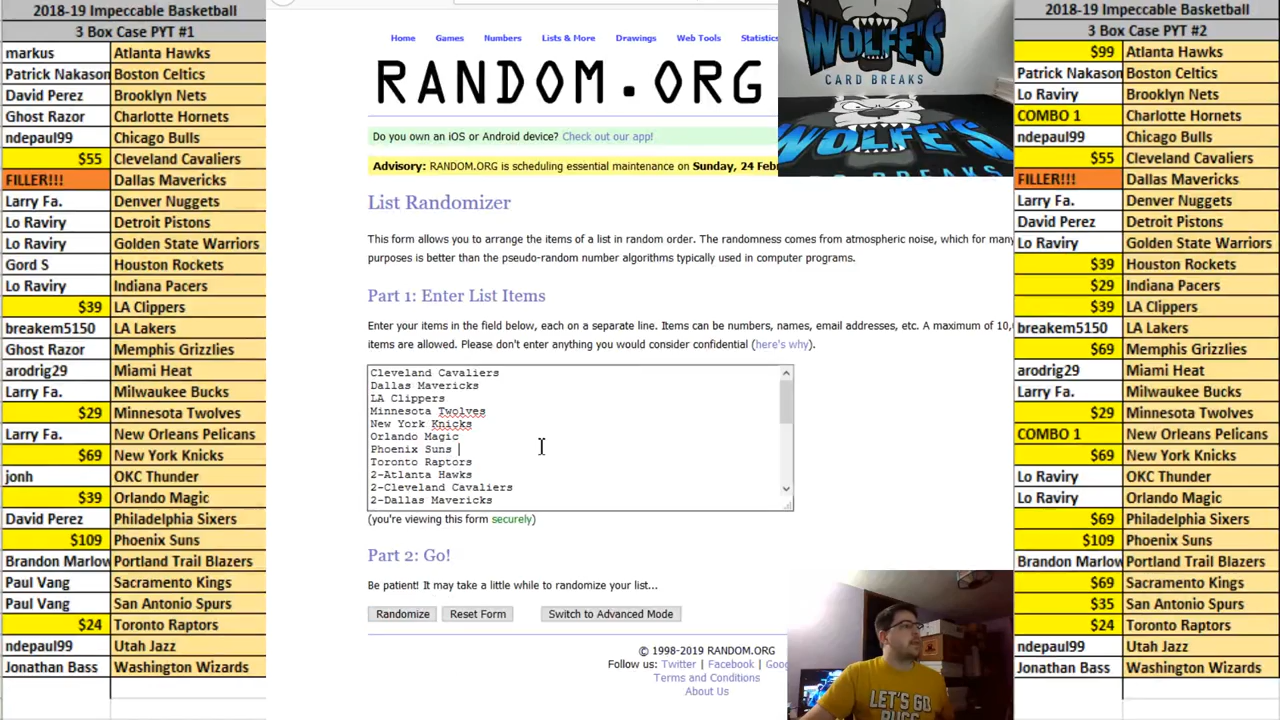 2018-19 Impeccable Basketball
3 Box Case PYT #1
markus Atlanta Hawks
Patrick Nakason Boston Celtics
David Perez Brooklyn Nets
Ghost Razor Charlotte Hornets
ndepaul99 Chicago Bulls
$55 Cleveland Cavaliers
FILLER!!! Dallas Mavericks
Larry Fa. Denver Nuggets
Lo Raviry Detroit Pistons
Lo Raviry Golden State Warriors
Gord S Houston Rockets
Lo Raviry Indiana Pacers
$39 LA Clippers
breakem5150 LA Lakers
Ghost Razor Memphis Grizzlies
arodrig29 Miami Heat
Larry Fa. Milwaukee Bucks
$29 Minnesota Twolves
Larry Fa. New Orleans Pelicans
$69 New York Knicks
jonh OKC Thunder
$39 Orlando Magic
David Perez Philadelphia Sixers
$109 Phoenix Suns
Brandon Marlow Portland Trail Blazers
Paul Vang Sacramento Kings
Paul Vang San Antonio Spurs
$24 Toronto Raptors
ndepaul99 Utah Jazz
Jonathan Bass Washington Wizards
Home Games Numbers Lists & More Drawings Web Tools Statistics
RANDOM.ORG
Do you own an iOS or Android device? Check out our app!
Advisory: RANDOM.ORG is scheduling essential maintenance on Sunday, 24 Febr
List Randomizer
This form allows you to arrange the items of a list in random order. The randomness comes from atmospheric noise, which for many
purposes is better than the pseudo-random number algorithms typically used in computer programs.
Part 1: Enter List Items
Enter your items in the field below, each on a separate line. Items can be numbers, names, email addresses, etc. A maximum of 10,
items are allowed. Please don't enter anything you would consider confidential (here's why).
Cleveland Cavaliers
Dallas Mavericks
LA Clippers
Minnesota Twolves
New York Knicks
Orlando Magic
Phoenix Suns
Toronto Raptors
2-Atlanta Hawks
2-Cleveland Cavaliers
2-Dallas Mavericks
(you're viewing this form securely)
Part 2: Go!
Be patient! It may take a little while to randomize your list...
Randomize Reset Form Switch to Advanced Mode
© 1998-2019 RANDOM.ORG
Follow us: Twitter | Facebook | Goog
Terms and Conditions
About Us
WOLFE'S
CARD BREAKS
WOLFE'S
LET'S GO
BUGS
2018-19 Impeccable Basketball
3 Box Case PYT #2
$99 Atlanta Hawks
Patrick Nakason Boston Celtics
Lo Raviry Brooklyn Nets
COMBO 1 Charlotte Hornets
ndepaul99 Chicago Bulls
$55 Cleveland Cavaliers
FILLER!!! Dallas Mavericks
Larry Fa. Denver Nuggets
David Perez Detroit Pistons
Lo Raviry Golden State Warriors
$39 Houston Rockets
$29 Indiana Pacers
$39 LA Clippers
breakem5150 LA Lakers
$69 Memphis Grizzlies
arodrig29 Miami Heat
Larry Fa. Milwaukee Bucks
$29 Minnesota Twolves
COMBO 1 New Orleans Pelicans
$69 New York Knicks
Lo Raviry OKC Thunder
Lo Raviry Orlando Magic
$69 Philadelphia Sixers
$109 Phoenix Suns
Brandon Marlow Portland Trail Blazers
$69 Sacramento Kings
$35 San Antonio Spurs
$24 Toronto Raptors
ndepaul99 Utah Jazz
Jonathan Bass Washington Wizards